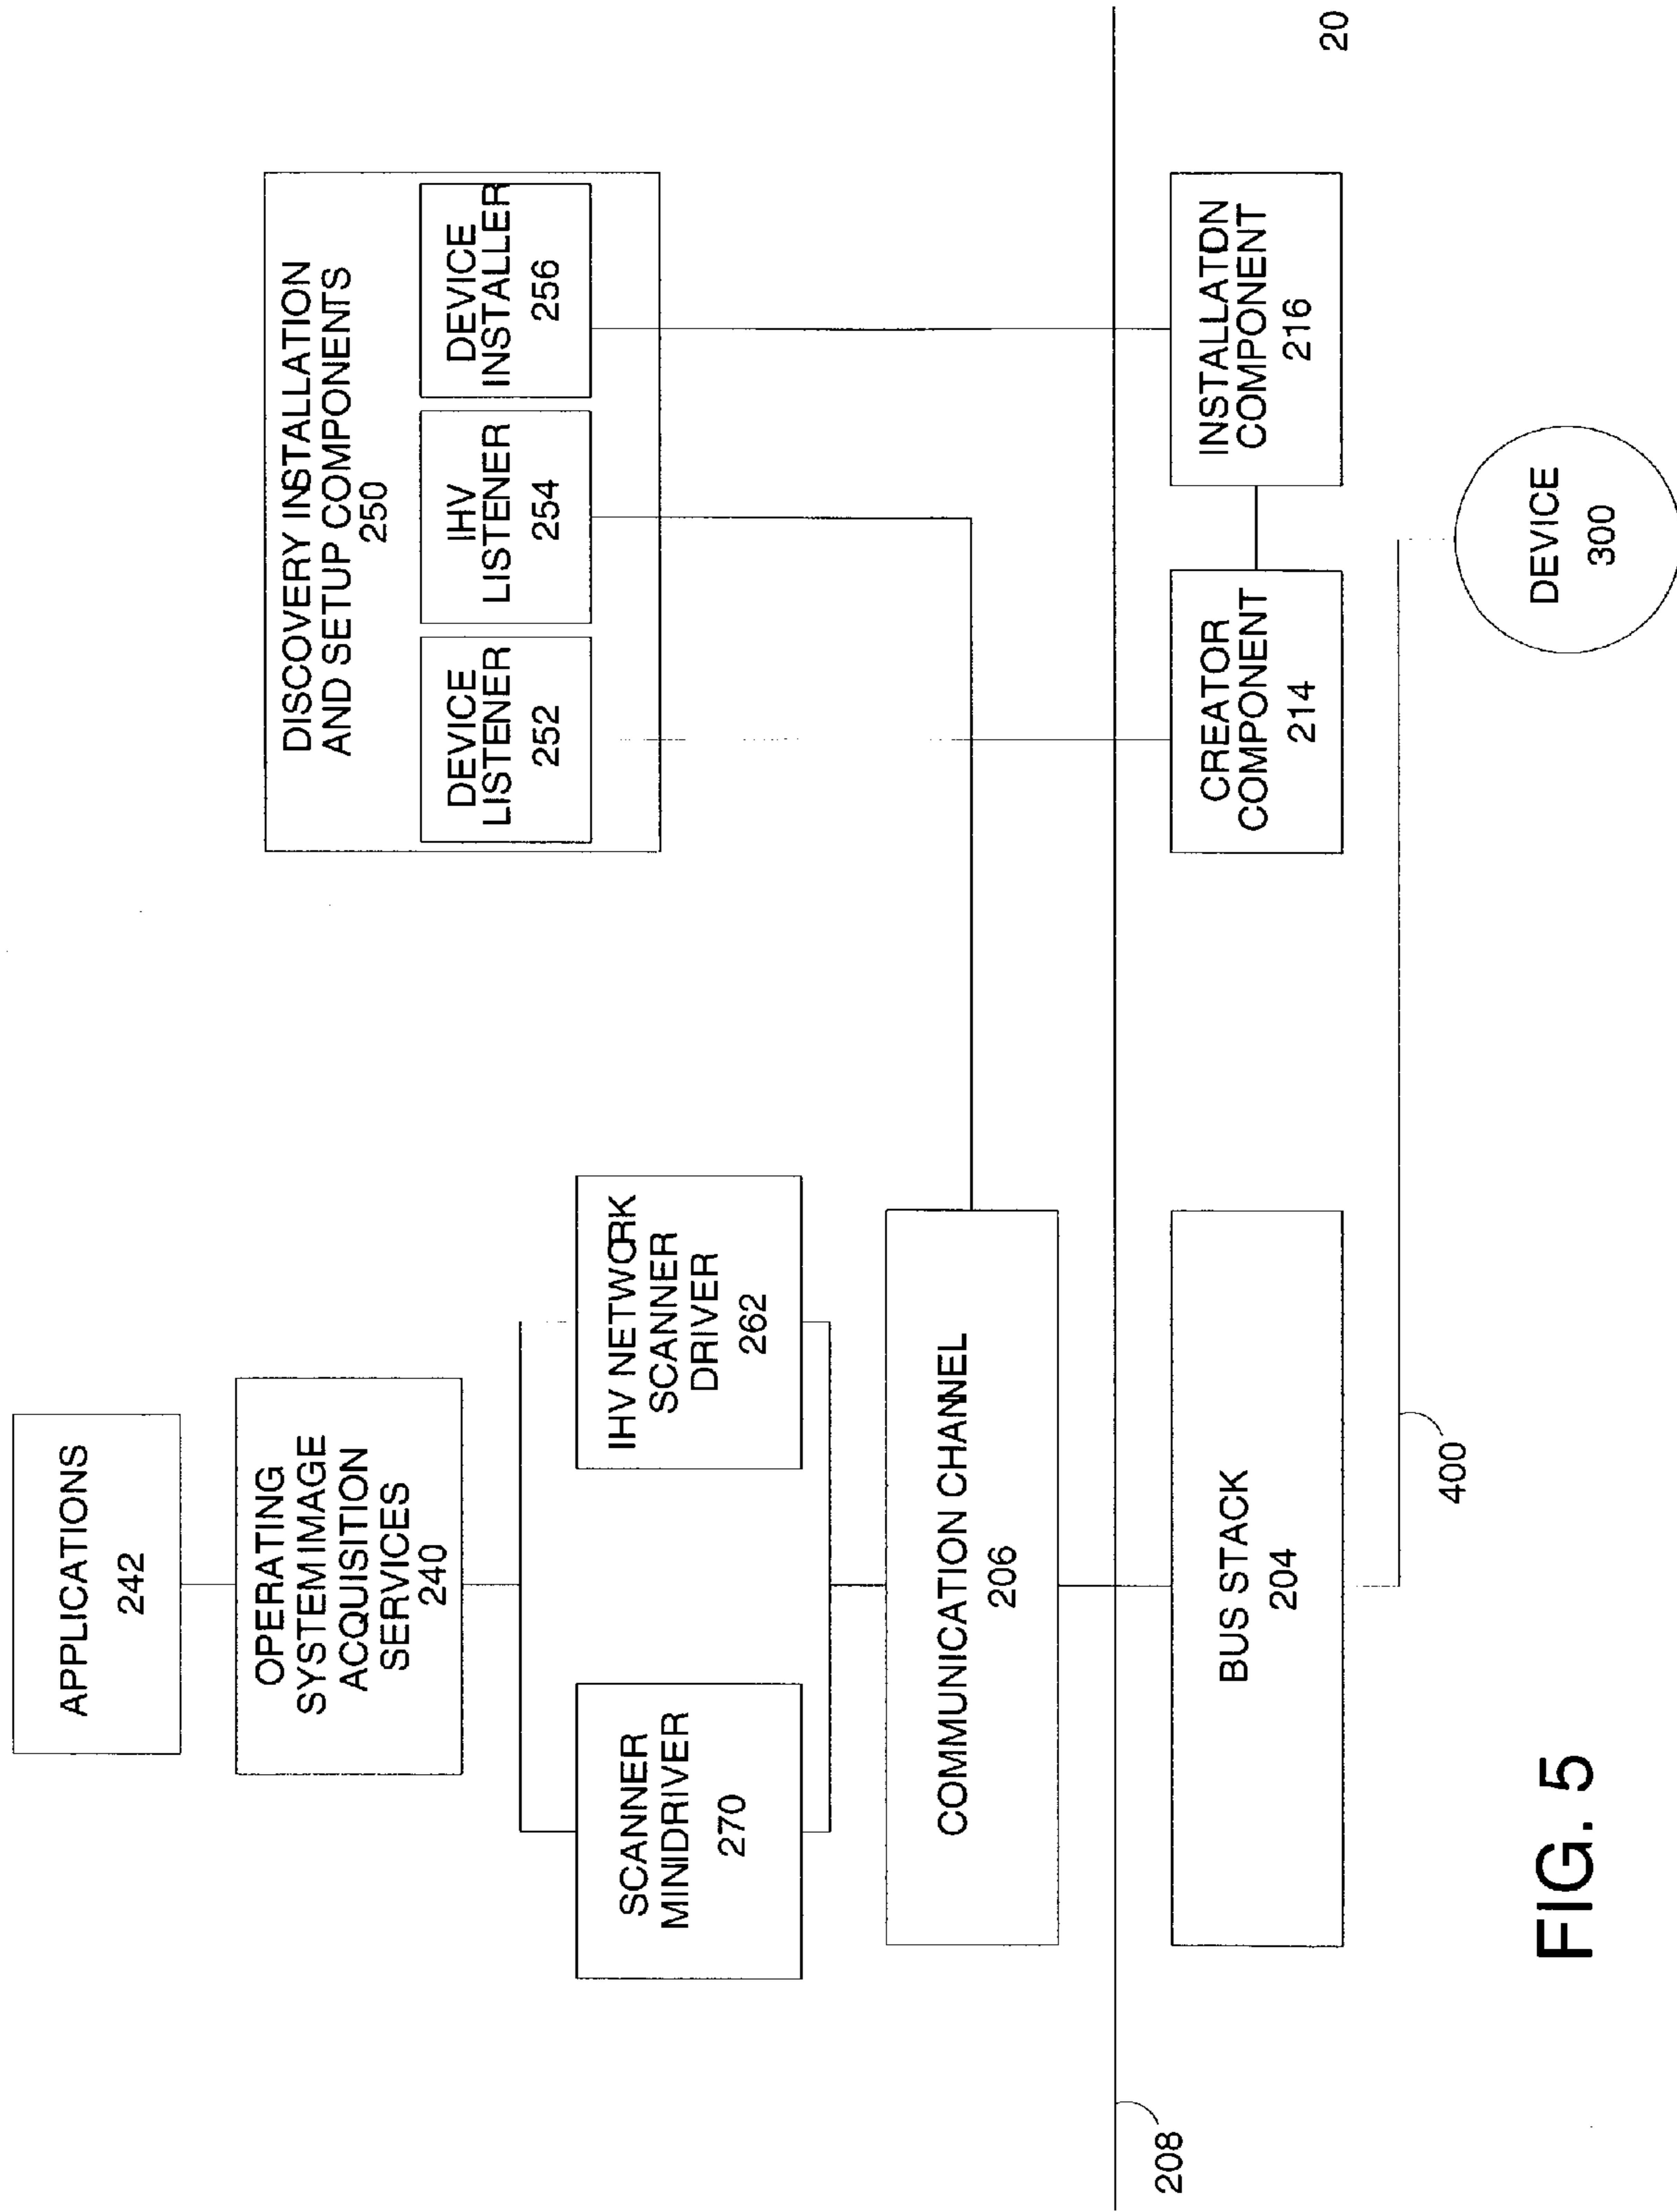 APPLICATIONS
242
OPERATING
SYSTEM IMAGE
ACQUISITION
SERVICES
240
SCANNER
MINIDRIVER
270
IHV NETWORK
SCANNER
DRIVER
262
COMMUNICATION CHANNEL
206
208
BUS STACK
204
400
DISCOVERY INSTALLATION
AND SETUP COMPONENTS
250
DEVICE
LISTENER
252
IHV
LISTENER
254
DEVICE
INSTALLER
256
CREATOR
COMPONENT
214
INSTALLATON
COMPONENT
216
20
DEVICE
300
FIG. 5